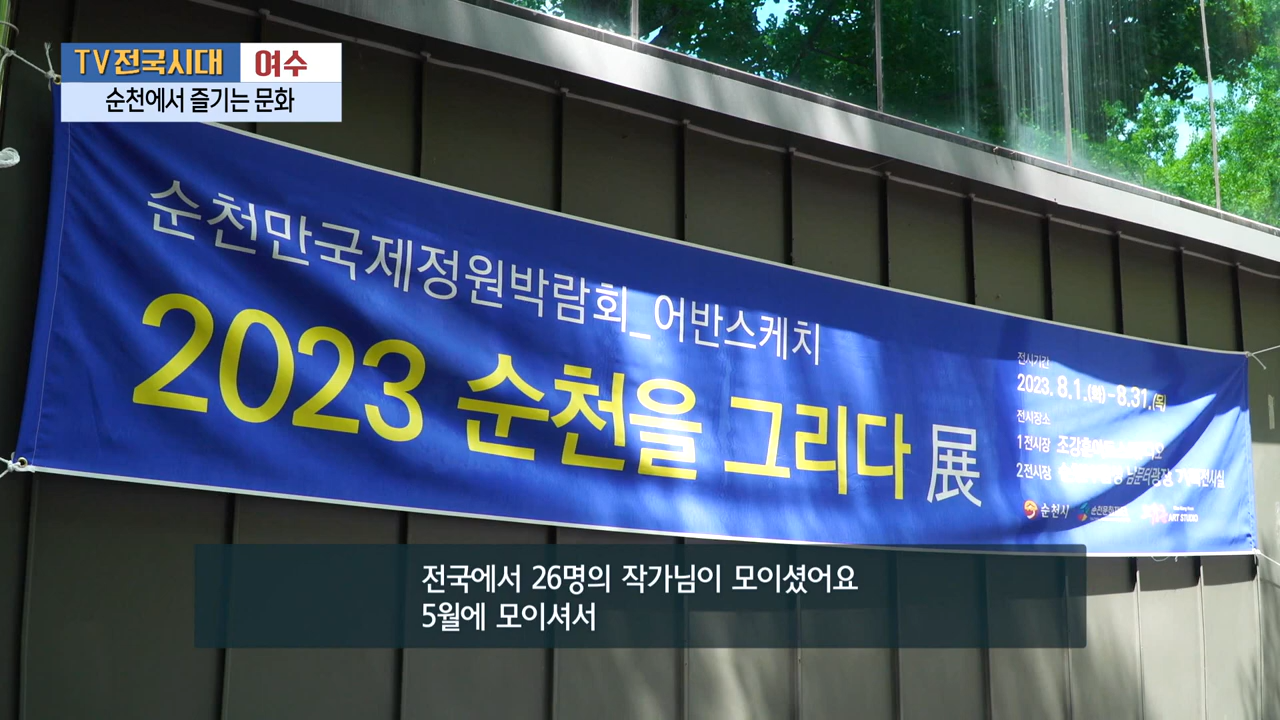 TV전국시대 여수
순천에서 즐기는 문화
순천만국제정원박람회_어반스케치
2023 순천을 그리다 展
전시기간
2023. 8.1.(화)-8.31.(목)
전시장소
1전시장
2전시장 남문터광장,
순천시
ART STUDIO
전국에서 26명의 작가님이 모이셨어요
5월에 모이셔서